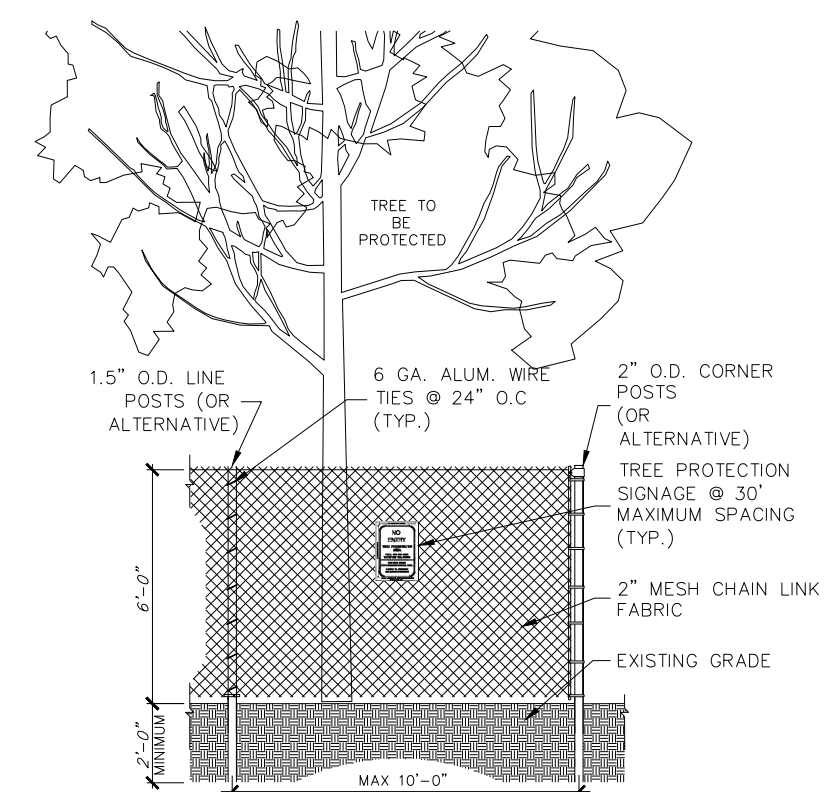 TREE TO
BE
PROTECTED
1.5" O.D. LINE
POSTS (OR
ALTERNATIVE)
6 GA. ALUM. WIRE
TIES @ 24" O.C
(TYP.)
2" O.D. CORNER
POSTS
(OR
ALTERNATIVE)
TREE PROTECTION
SIGNAGE @ 30'
MAXIMUM SPACING
(TYP.)
NO
ENTRY
2" MESH CHAIN LINK
FABRIC
EXISTING GRADE
6'-0"
2'-0"
MINIMUM
MAX 10'-0"